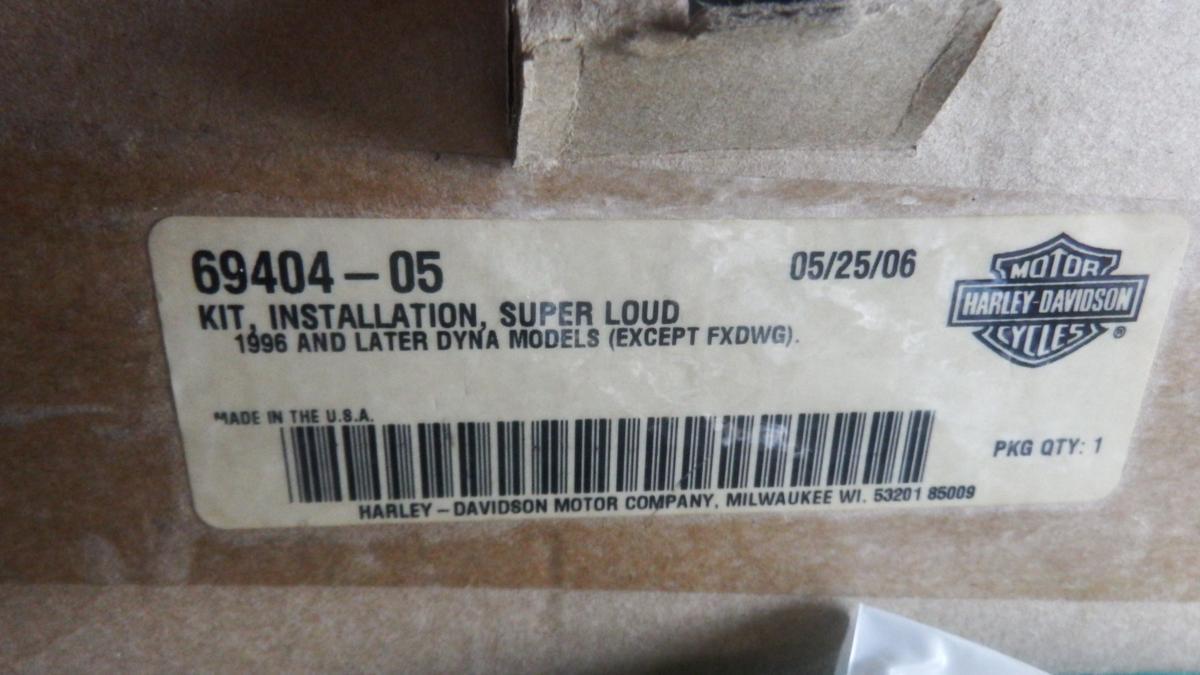 69404-05
05/25/06
KIT, INSTALLATION, SUPER LOUD
1996 AND LATER DYNA MODELS (EXCEPT FXDWG).
MOTOR
HARLEY-DAVIDSON
CYCLES®
MADE IN THE U.S.A.
PKG QTY: 1
HARLEY-DAVIDSON MOTOR COMPANY, MILWAUKEE WI. 53201 85009